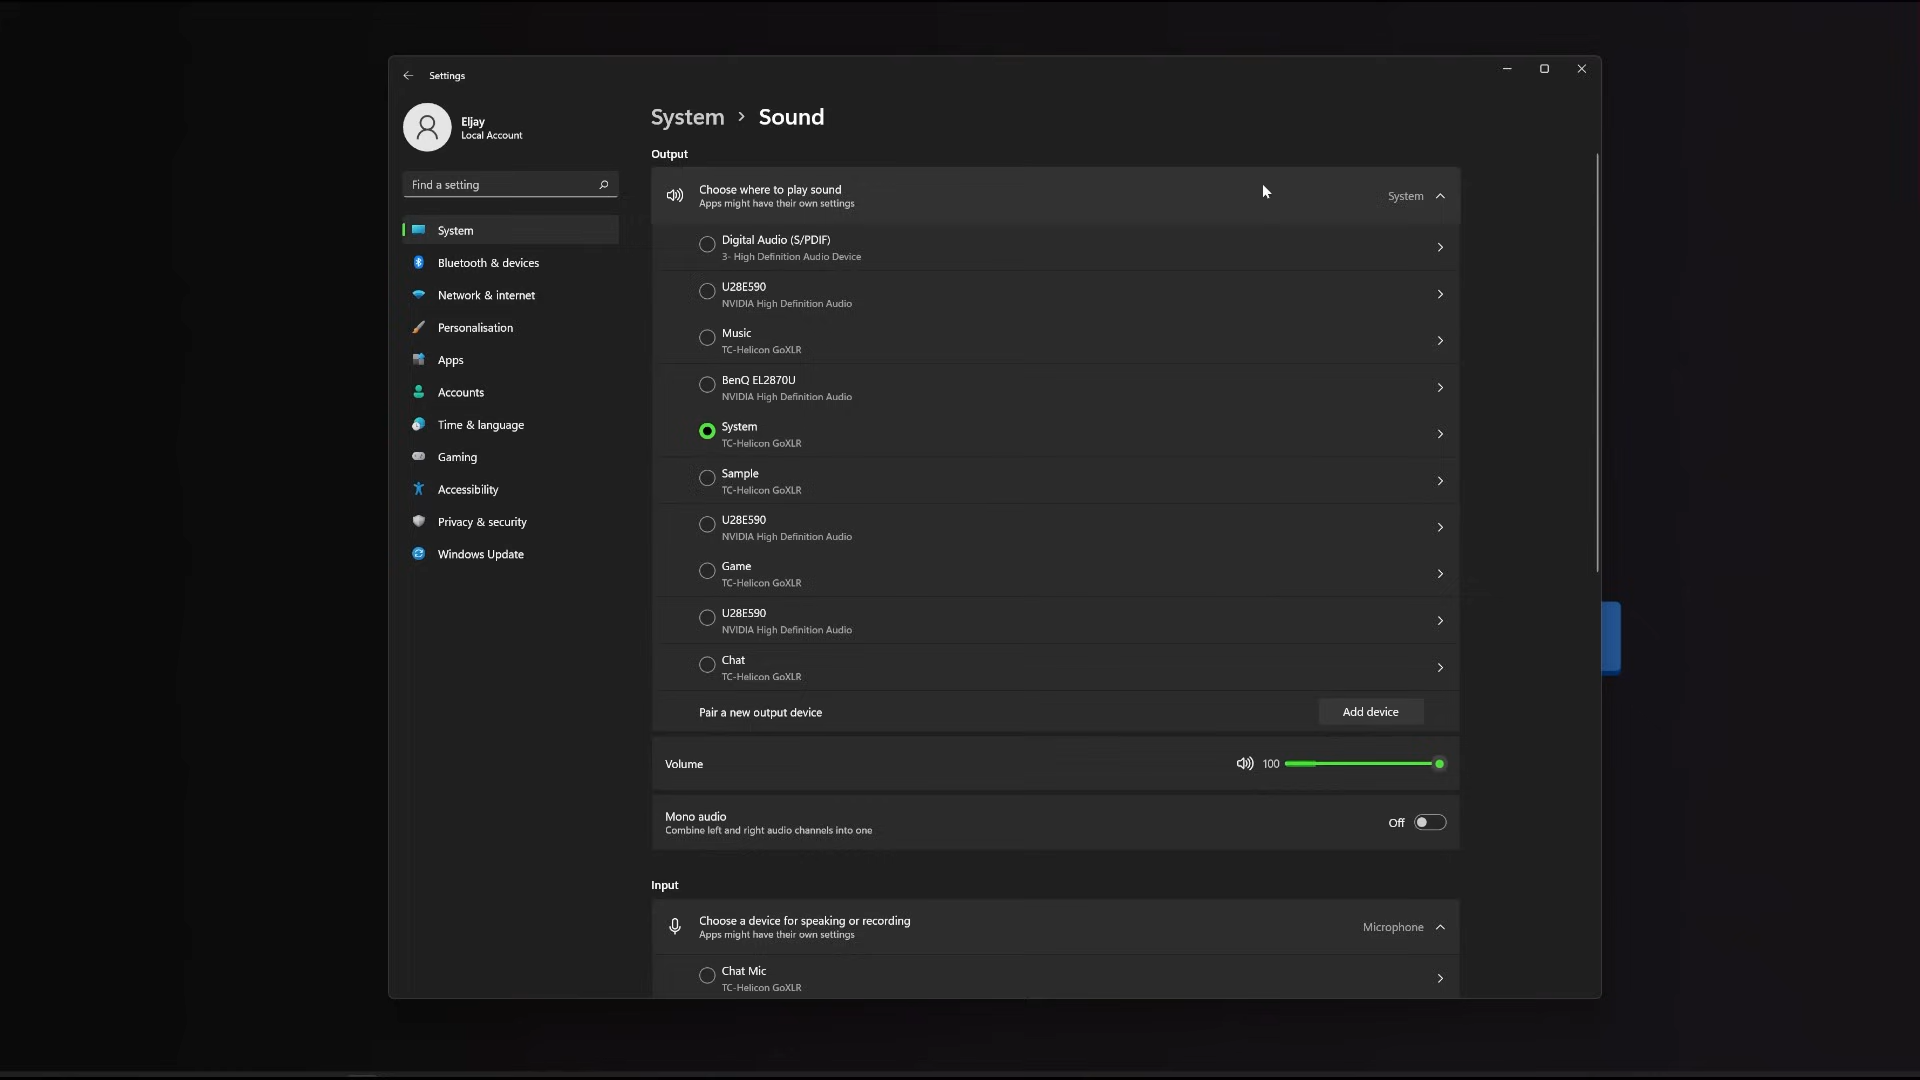 Settings
Eljay
Local Account
Find a setting
System
Bluetooth & devices
Network & internet
Personalisation
Apps
Accounts
Time & language
Gaming
Accessibility
Privacy & security
Windows Update
System › Sound
Output
Choose where to play sound
Apps might have their own settings
System
Digital Audio (S/PDIF)
3- High Definition Audio Device
U28E590
NVIDIA High Definition Audio
Music
TC-Helicon GoXLR
BenQ EL2870U
NVIDIA High Definition Audio
System
TC-Helicon GoXLR
Sample
TC-Helicon GoXLR
U28E590
NVIDIA High Definition Audio
Game
TC-Helicon GoXLR
U28E590
NVIDIA High Definition Audio
Chat
TC-Helicon GoXLR
Pair a new output device
Add device
Volume
100
Mono audio
Combine left and right audio channels into one
Off
Input
Choose a device for speaking or recording
Apps might have their own settings
Microphone
Chat Mic
TC-Helicon GoXLR